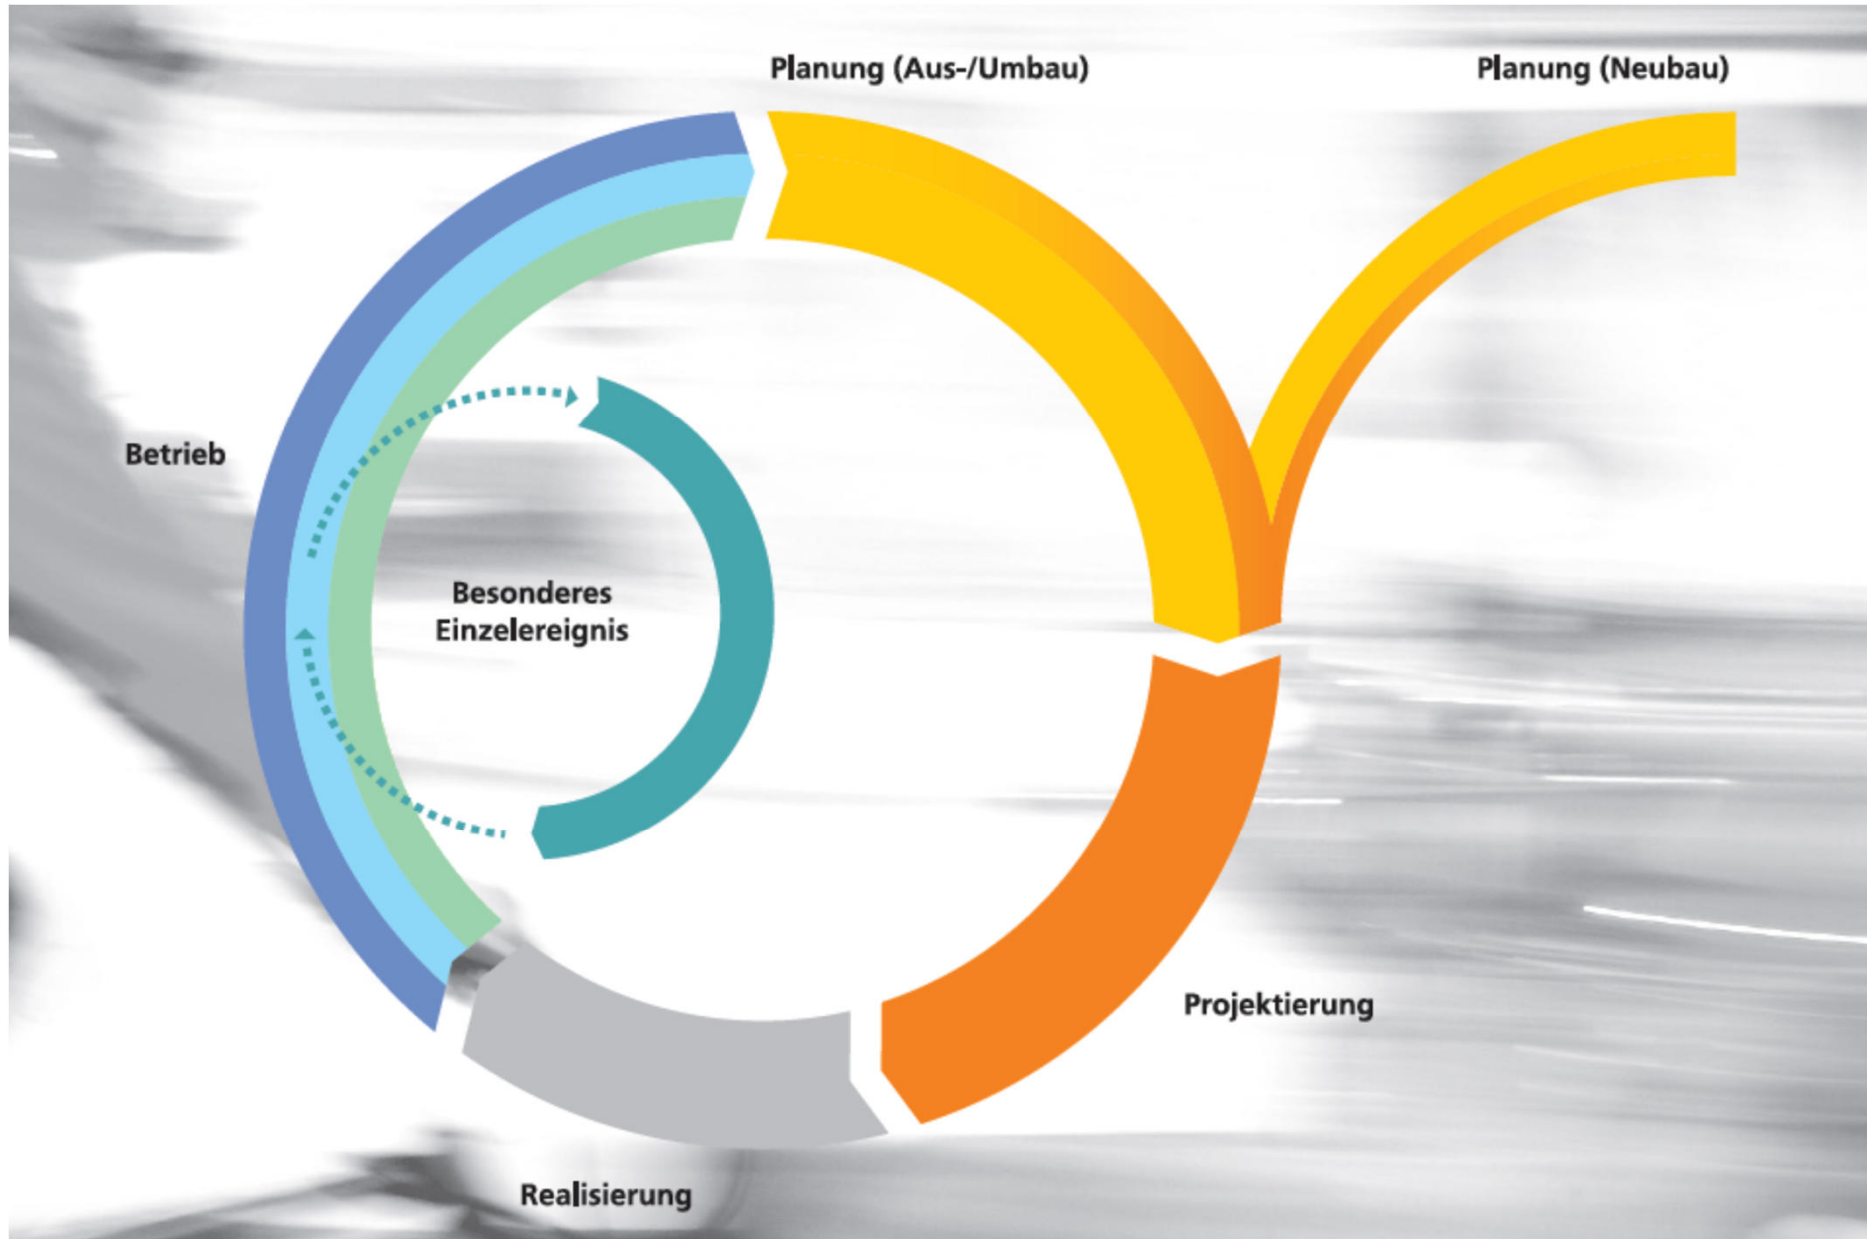 Planung (Aus-/Umbau)
Planung (Neubau)
Betrieb
Besonderes
Einzelereignis
Projektierung
Realisierung